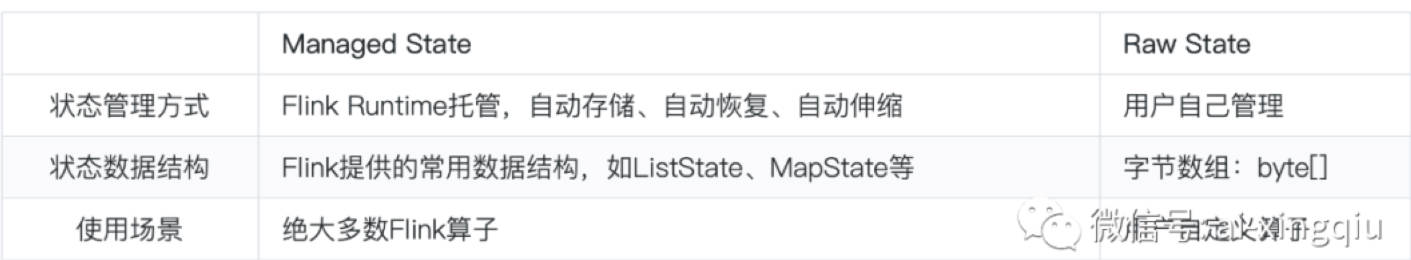 Managed State Raw State
状态管理方式 Flink Runtime托管，自动存储、自动恢复、自动伸缩 用户自己管理
状态数据结构 Flink提供的常用数据结构，如ListState、MapState等 字节数组：byte[]
使用场景 绝大多数Flink算子
微信号: ai-xingqiu